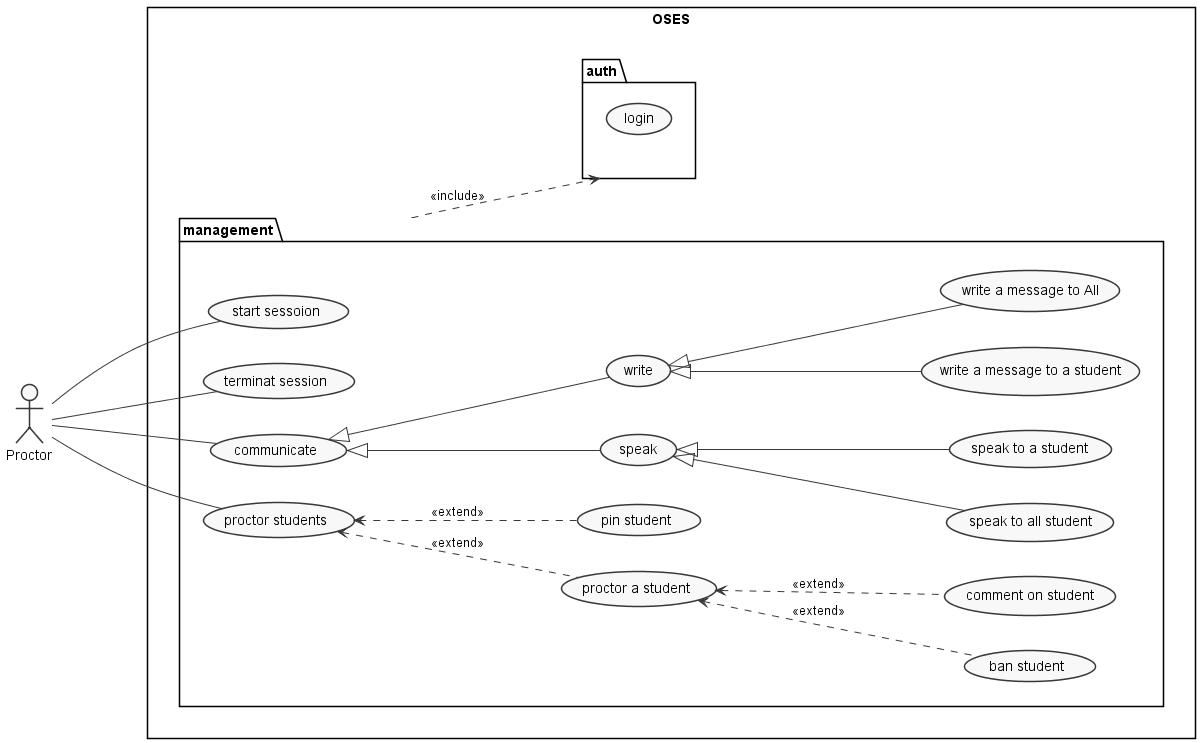 OSES
auth
login
«include»
management
write a message to All
start sessoion
write
write a message to a student
terminat session
communicate
speak
speak to a student
Proctor
proctor students
«extend»
pin student
speak to all student
«extend»
proctor a student
«extend»
comment on student
«extend»
ban student